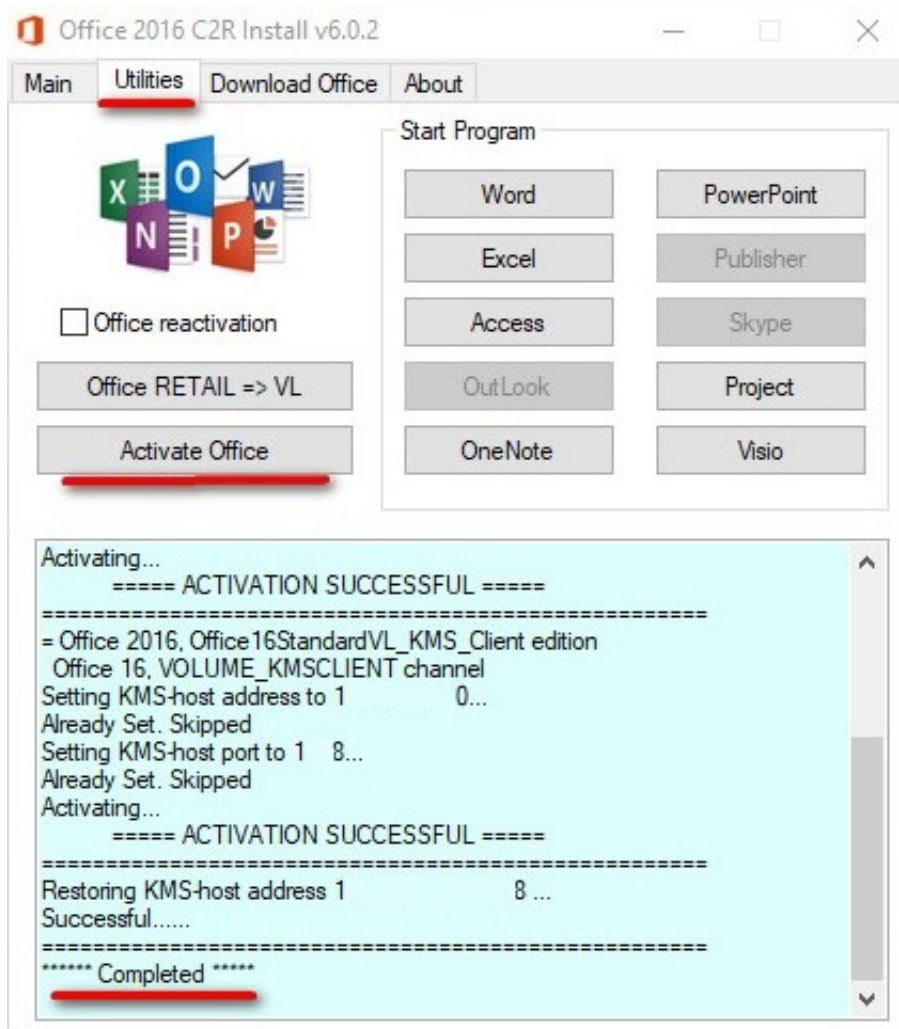 Office 2016 C2R Install v6.0.2
Main Utilities Download Office About
Start Program
Word PowerPoint
Excel Publisher
Office reactivation Access Skype
Office RETAIL => VL OutLook Project
Activate Office OneNote Visio
Activating...
===== ACTIVATION SUCCESSFUL =====
====================================================
= Office 2016, Office16StandardVL_KMS_Client edition
Office 16, VOLUME_KMSCLIENT channel
Setting KMS-host address to 1 0...
Already Set. Skipped
Setting KMS-host port to 1 8...
Already Set. Skipped
Activating...
===== ACTIVATION SUCCESSFUL =====
====================================================
Restoring KMS-host address 1 8 ...
Successful......
====================================================
****** Completed *****